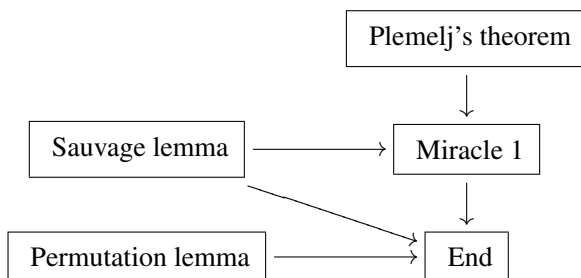 Plemelj's theorem
Sauvage lemma
Miracle 1
Permutation lemma
End